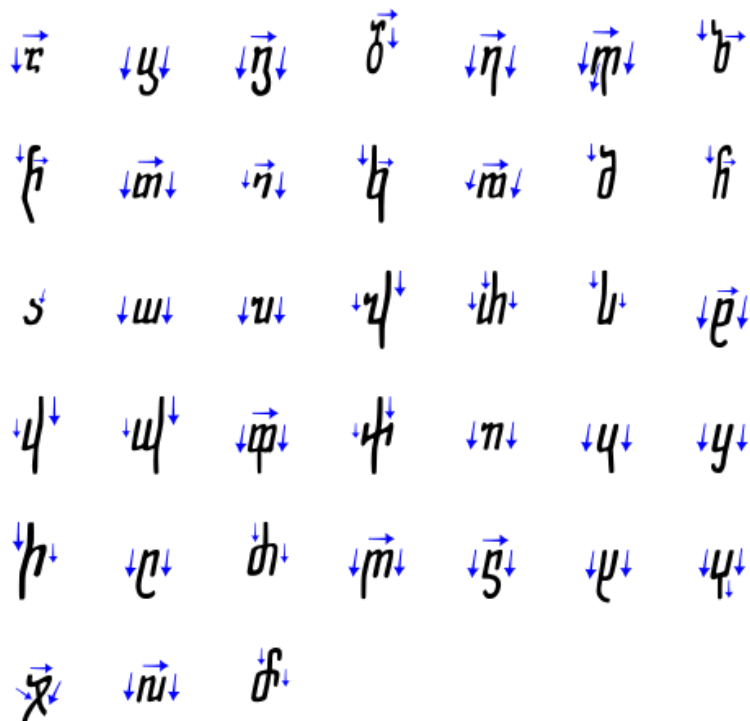 ⴀ ⴁ ⴂ ⴃ ⴄ ⴅ ⴆ
ⴡ ⴇ ⴈ ⴉ ⴊ ⴋ ⴌ
ⴢ ⴍ ⴎ ⴏ ⴐ ⴑ ⴒ
ⴣ ⴓ ⴔ ⴕ ⴖ ⴗ ⴘ
ⴙ ⴚ ⴛ ⴜ ⴝ ⴞ ⴤ
ⴟ ⴠ ⴥ